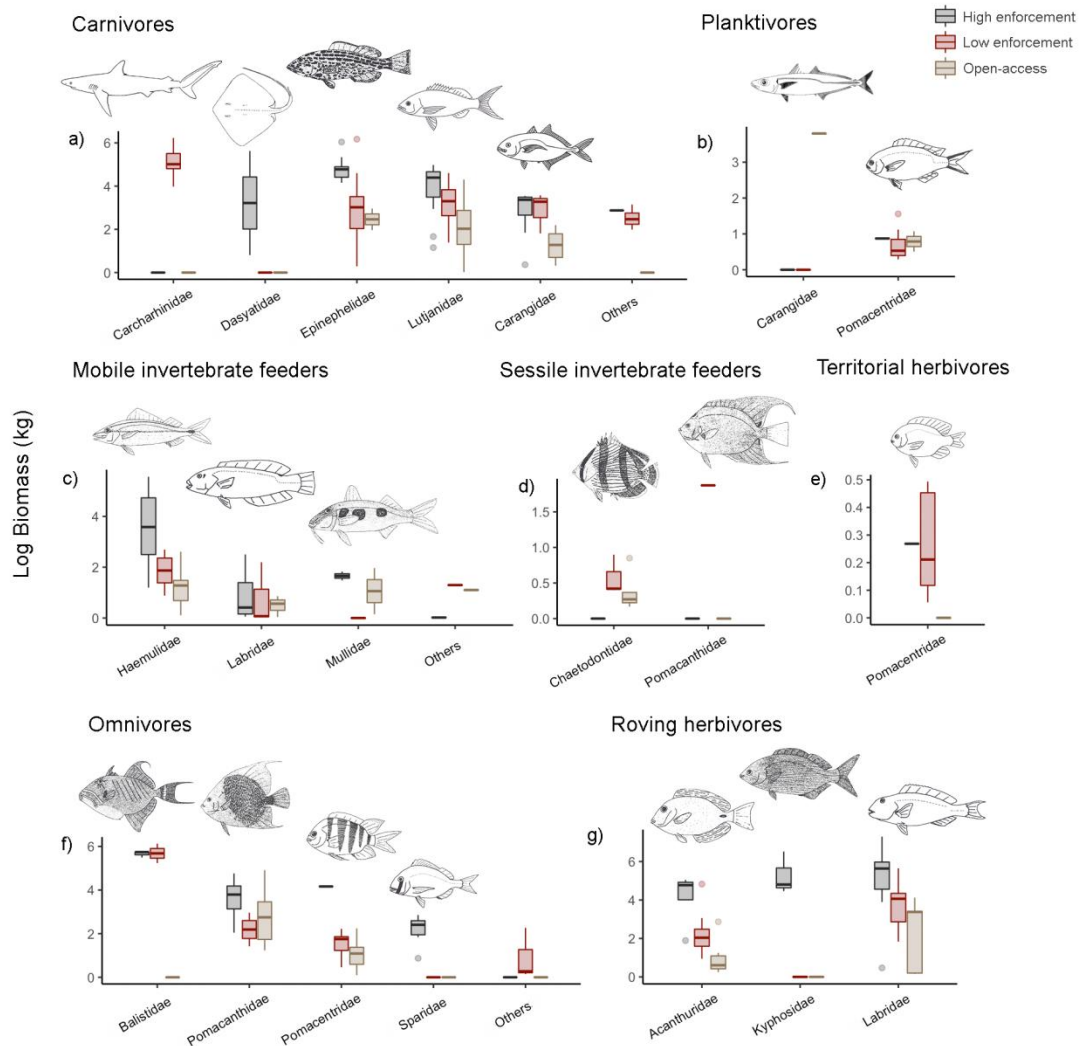 Carnivores
Planktivores
High enforcement
Low enforcement
Open-access
a)
6
4
2
0
Carcharhinidae
Dasyatidae
Epinephelidae
Lutjanidae
Carangidae
Others
b)
3
2
1
0
Carangidae
Pomacentridae
Mobile invertebrate feeders
Sessile invertebrate feeders
Territorial herbivores
Log Biomass (kg)
c)
4
2
0
Haemulidae
Labridae
Mullidae
Others
d)
1.5
1.0
0.5
0.0
Chaetodontidae
Pomacanthidae
e)
0.5
0.4
0.3
0.2
0.1
0.0
Pomacentridae
Omnivores
Roving herbivores
f)
6
4
2
0
Balistidae
Pomacanthidae
Pomacentridae
Sparidae
Others
g)
6
4
2
0
Acanthuridae
Kyphosidae
Labridae